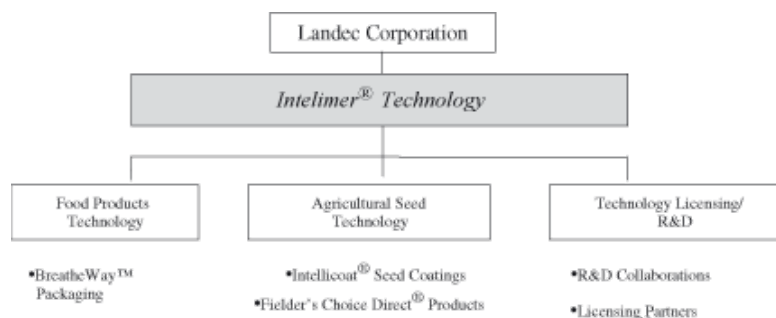 Landec Corporation
Intelimer® Technology
Food Products
Technology
Agricultural Seed
Technology
Technology Licensing/
R&D
•BreatheWay™
Packaging
•Intellicoat® Seed Coatings
•Fielder's Choice Direct® Products
•R&D Collaborations
•Licensing Partners